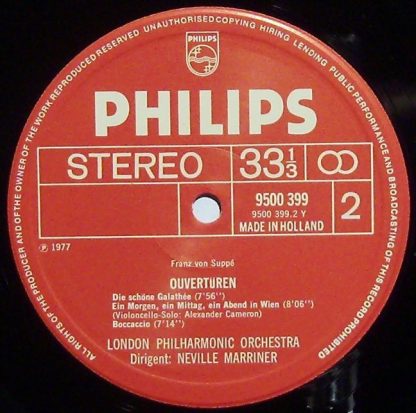 ALL RIGHTS OF THE PRODUCER AND OF THE OWNER OF THE WORK REPRODUCED RESERVED UNAUTHORISED COPYING HIRING LENDING PUBLIC PERFORMANCE AND BROADCASTING OF THIS RECORD PROHIBITED
PHILIPS
PHILIPS
STEREO 33 1/3
9500 399
9500 399.2 Y
MADE IN HOLLAND
2
℗ 1977
Franz von Suppé
OUVERTUREN
Die schöne Galathée (7'56'')
Ein Morgen, ein Mittag, ein Abend in Wien (8'06'')
(Violoncello-Solo: Alexander Cameron)
Boccaccio (7'14'')
LONDON PHILHARMONIC ORCHESTRA
Dirigent: NEVILLE MARRINER